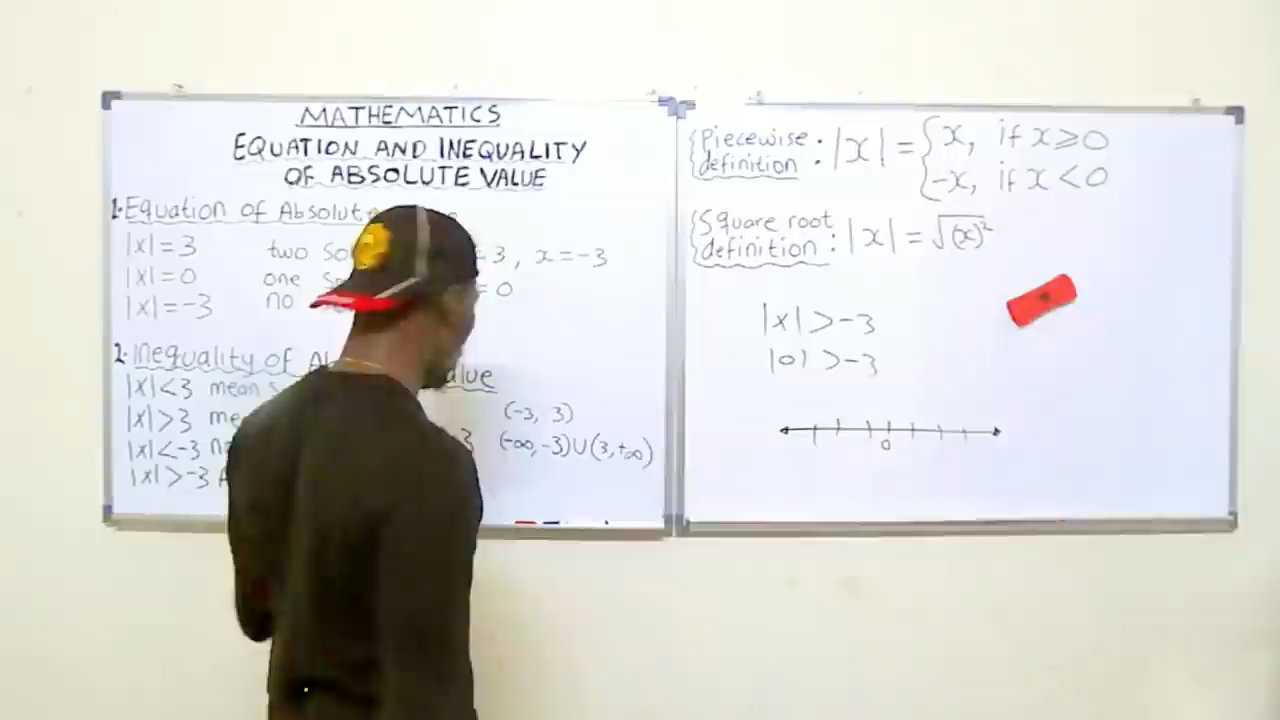 MATHEMATICS
EQUATION AND INEQUALITY
OF ABSOLUTE VALUE
1. Equation of Absolut
|x|=3 two so =3, x=-3
|x|=0 one =0
|x|=-3 no
2. Inequality of A alue
|x|<3 mean (-3, 3)
|x|>3 me 3 (-∞,-3)∪(3,+∞)
|x|<-3
|x|>-3 A
Piecewise definition : |x| = { x, if x⩾0
-x, if x<0
Square root
definition : |x| = √(x)²
|x| >-3
|0| >-3
0